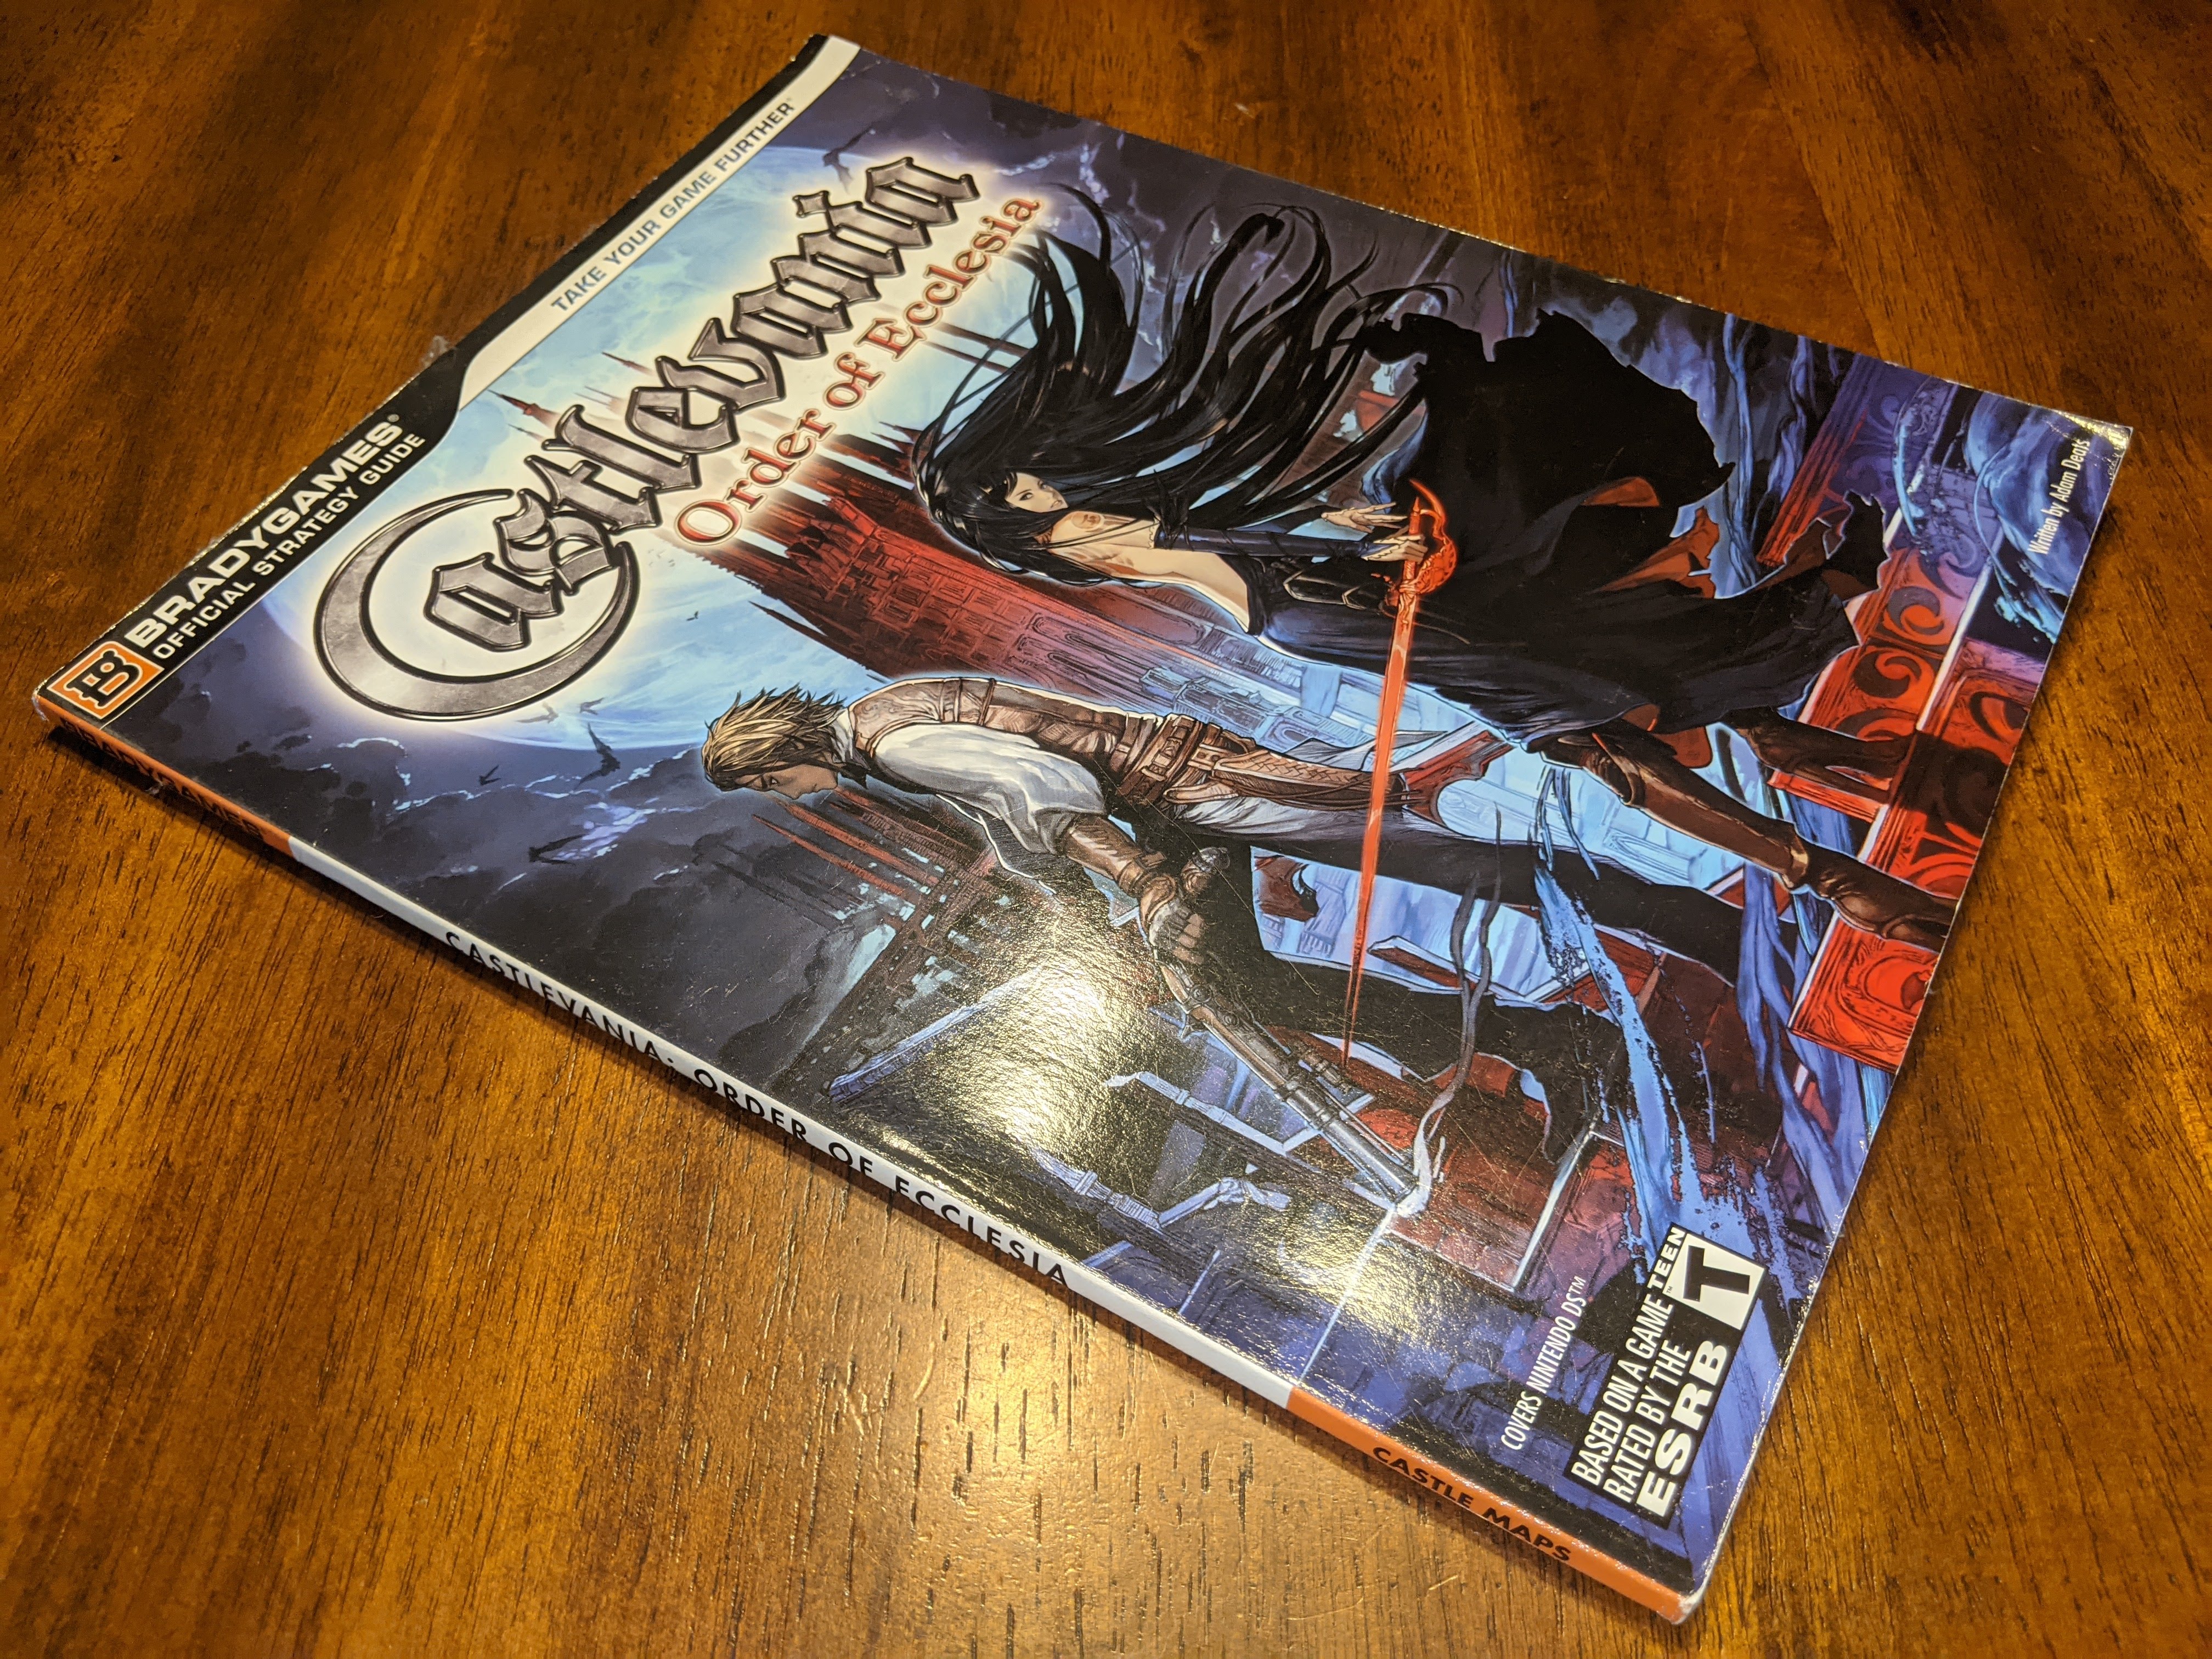 TAKE YOUR GAME FURTHER®
BRADYGAMES®
OFFICIAL STRATEGY GUIDE
Castlevania
Order of Ecclesia
Written by Adam Deats
COVERS NINTENDO DS™
BASED ON A GAME
RATED BY THE
ESRB
TEEN
T
BRADYGAMES
CASTLEVANIA: ORDER OF ECCLESIA
CASTLE MAPS